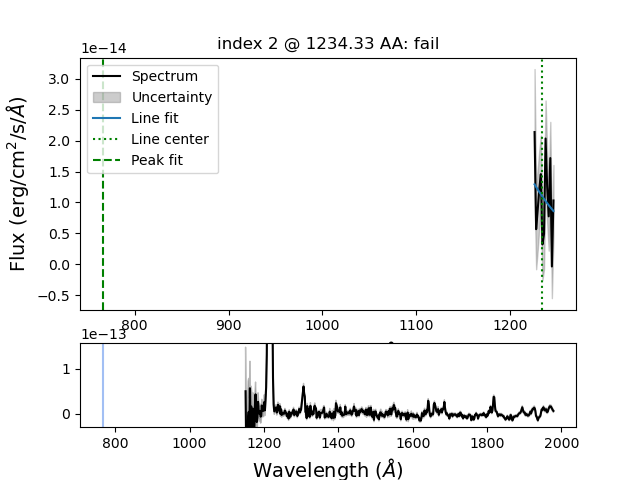 index 2 @ 1234.33 AA: fail
1e−14
Spectrum
Uncertainty
Line fit
Line center
Peak fit
3.0
2.5
2.0
1.5
1.0
0.5
0.0
−0.5
Flux (erg/cm²/s/Å)
800 900 1000 1100 1200
1e−13
1
0
800 1000 1200 1400 1600 1800 2000
Wavelength (Å)